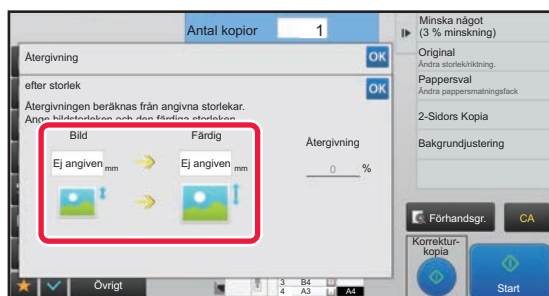 Antal kopior 1
Återgivning OK
efter storlek OK
Återgivningen beräknas från angivna storlekar.
Ange bildstorleken och den färdiga storleken.
Bild Färdig
Återgivning
Ej angiven mm Ej angiven mm
0 %
Minska något
(3 % minskning)
Original
Ändra storlek/riktning.
Pappersval
Ändra pappersmatningsfack
2-Sidors Kopia
Bakgrundjustering
Förhandsgr. CA
Korrektur-
kopia
Start
Övrigt
3 B4
4 A3 A4